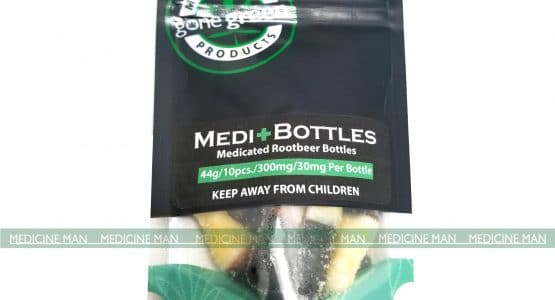 gone green
PRODUCTS
MEDI+BOTTLES
Medicated Rootbeer Bottles
44g/10pcs./300mg/30mg Per Bottle
KEEP AWAY FROM CHILDREN
MEDICINE MAN MEDICINE MAN MEDICINE MAN MEDICINE MAN MEDICINE MAN MEDICINE MAN